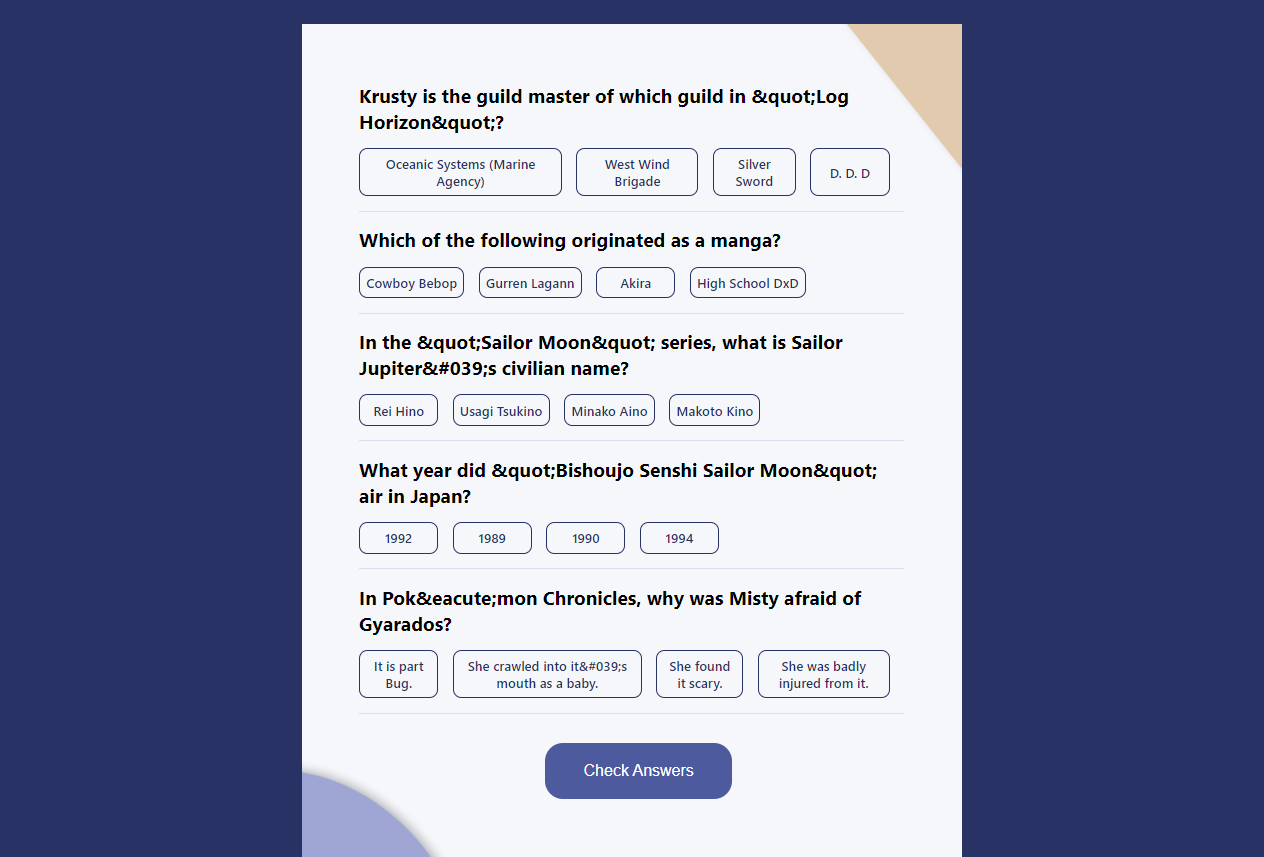 Krusty is the guild master of which guild in &quot;Log
Horizon&quot;?
Oceanic Systems (Marine
Agency)
West Wind
Brigade
Silver
Sword
D. D. D
Which of the following originated as a manga?
Cowboy Bebop
Gurren Lagann
Akira
High School DxD
In the &quot;Sailor Moon&quot; series, what is Sailor
Jupiter&#039;s civilian name?
Rei Hino
Usagi Tsukino
Minako Aino
Makoto Kino
What year did &quot;Bishoujo Senshi Sailor Moon&quot;
air in Japan?
1992
1989
1990
1994
In Pok&eacute;mon Chronicles, why was Misty afraid of
Gyarados?
It is part
Bug.
She crawled into it&#039;s
mouth as a baby.
She found
it scary.
She was badly
injured from it.
Check Answers